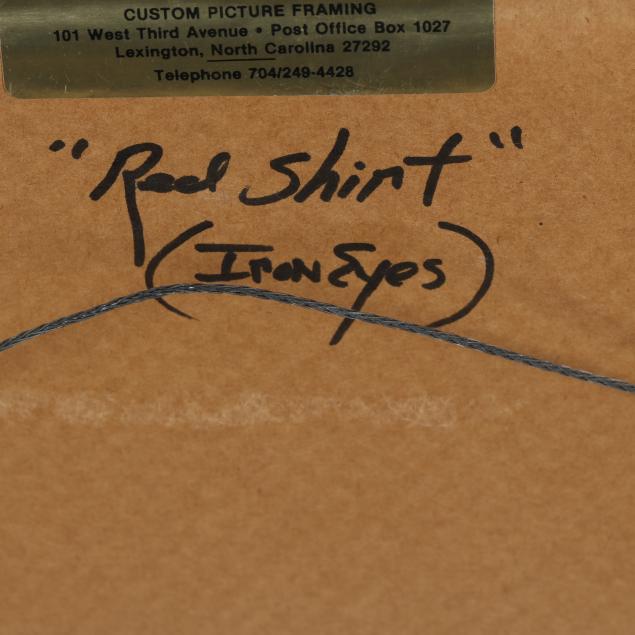 CUSTOM PICTURE FRAMING
101 West Third Avenue • Post Office Box 1027
Lexington, North Carolina 27292
Telephone 704/249-4428
"Red Shirt"
(Iron Eyes)